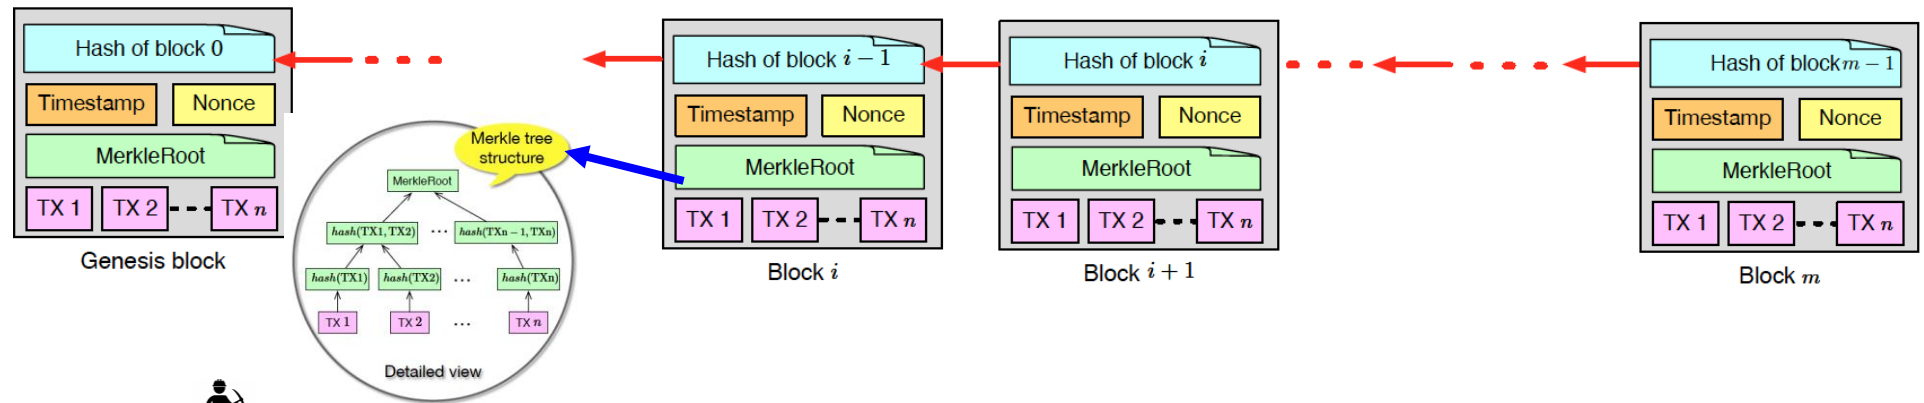 Hash of block 0
Timestamp
Nonce
MerkleRoot
TX 1
TX 2
TX n
Genesis block
Merkle tree
structure
MerkleRoot
hash(TX1, TX2)
...
hash(TXn − 1, TXn)
hash(TX1)
hash(TX2)
...
hash(TXn)
TX 1
TX 2
...
TX n
Detailed view
Hash of block i − 1
Timestamp
Nonce
MerkleRoot
TX 1
TX 2
TX n
Block i
Hash of block i
Timestamp
Nonce
MerkleRoot
TX 1
TX 2
TX n
Block i + 1
Hash of block m − 1
Timestamp
Nonce
MerkleRoot
TX 1
TX 2
TX n
Block m